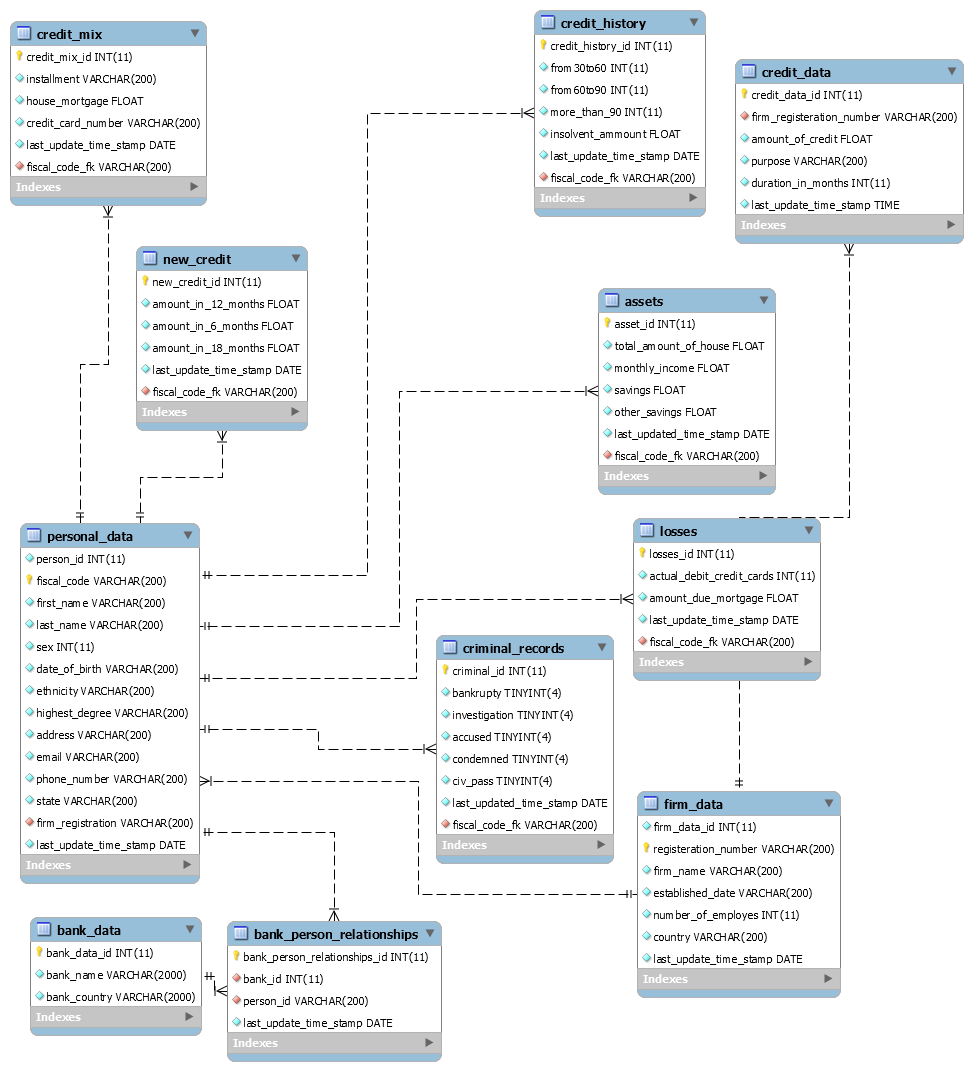 credit_mix
credit_mix_id INT(11)
installment VARCHAR(200)
house_mortgage FLOAT
credit_card_number VARCHAR(200)
last_update_time_stamp DATE
fiscal_code_fk VARCHAR(200)
Indexes
credit_history
credit_history_id INT(11)
from30to60 INT(11)
from60to90 INT(11)
more_than_90 INT(11)
insolvent_ammount FLOAT
last_update_time_stamp DATE
fiscal_code_fk VARCHAR(200)
Indexes
credit_data
credit_data_id INT(11)
firm_registeration_number VARCHAR(200)
amount_of_credit FLOAT
purpose VARCHAR(200)
duration_in_months INT(11)
last_update_time_stamp TIME
Indexes
new_credit
new_credit_id INT(11)
amount_in_12_months FLOAT
amount_in_6_months FLOAT
amount_in_18_months FLOAT
last_update_time_stamp DATE
fiscal_code_fk VARCHAR(200)
Indexes
assets
asset_id INT(11)
total_amount_of_house FLOAT
monthly_income FLOAT
savings FLOAT
other_savings FLOAT
last_updated_time_stamp DATE
fiscal_code_fk VARCHAR(200)
Indexes
personal_data
person_id INT(11)
fiscal_code VARCHAR(200)
first_name VARCHAR(200)
last_name VARCHAR(200)
sex INT(11)
date_of_birth VARCHAR(200)
ethnicity VARCHAR(200)
highest_degree VARCHAR(200)
address VARCHAR(200)
email VARCHAR(200)
phone_number VARCHAR(200)
state VARCHAR(200)
firm_registration VARCHAR(200)
last_update_time_stamp DATE
Indexes
losses
losses_id INT(11)
actual_debit_credit_cards INT(11)
amount_due_mortgage FLOAT
last_update_time_stamp DATE
fiscal_code_fk VARCHAR(200)
Indexes
criminal_records
criminal_id INT(11)
bankrupty TINYINT(4)
investigation TINYINT(4)
accused TINYINT(4)
condemned TINYINT(4)
civ_pass TINYINT(4)
last_updated_time_stamp DATE
fiscal_code_fk VARCHAR(200)
Indexes
firm_data
firm_data_id INT(11)
registeration_number VARCHAR(200)
firm_name VARCHAR(200)
established_date VARCHAR(200)
number_of_employes INT(11)
country VARCHAR(200)
last_update_time_stamp DATE
Indexes
bank_data
bank_data_id INT(11)
bank_name VARCHAR(2000)
bank_country VARCHAR(2000)
Indexes
bank_person_relationships
bank_person_relationships_id INT(11)
bank_id INT(11)
person_id VARCHAR(200)
last_update_time_stamp DATE
Indexes